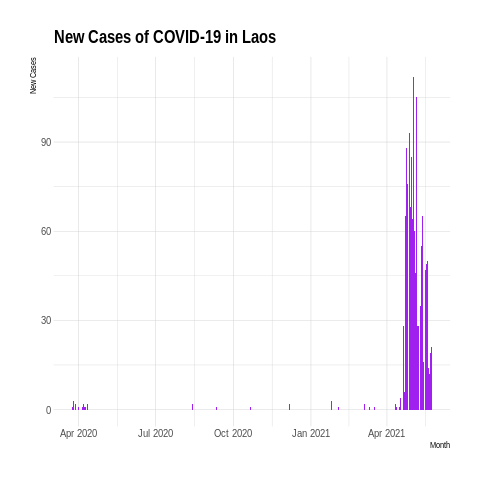 New Cases of COVID-19 in Laos
New Cases
90
60
30
0
Apr 2020
Jul 2020
Oct 2020
Jan 2021
Apr 2021
Month